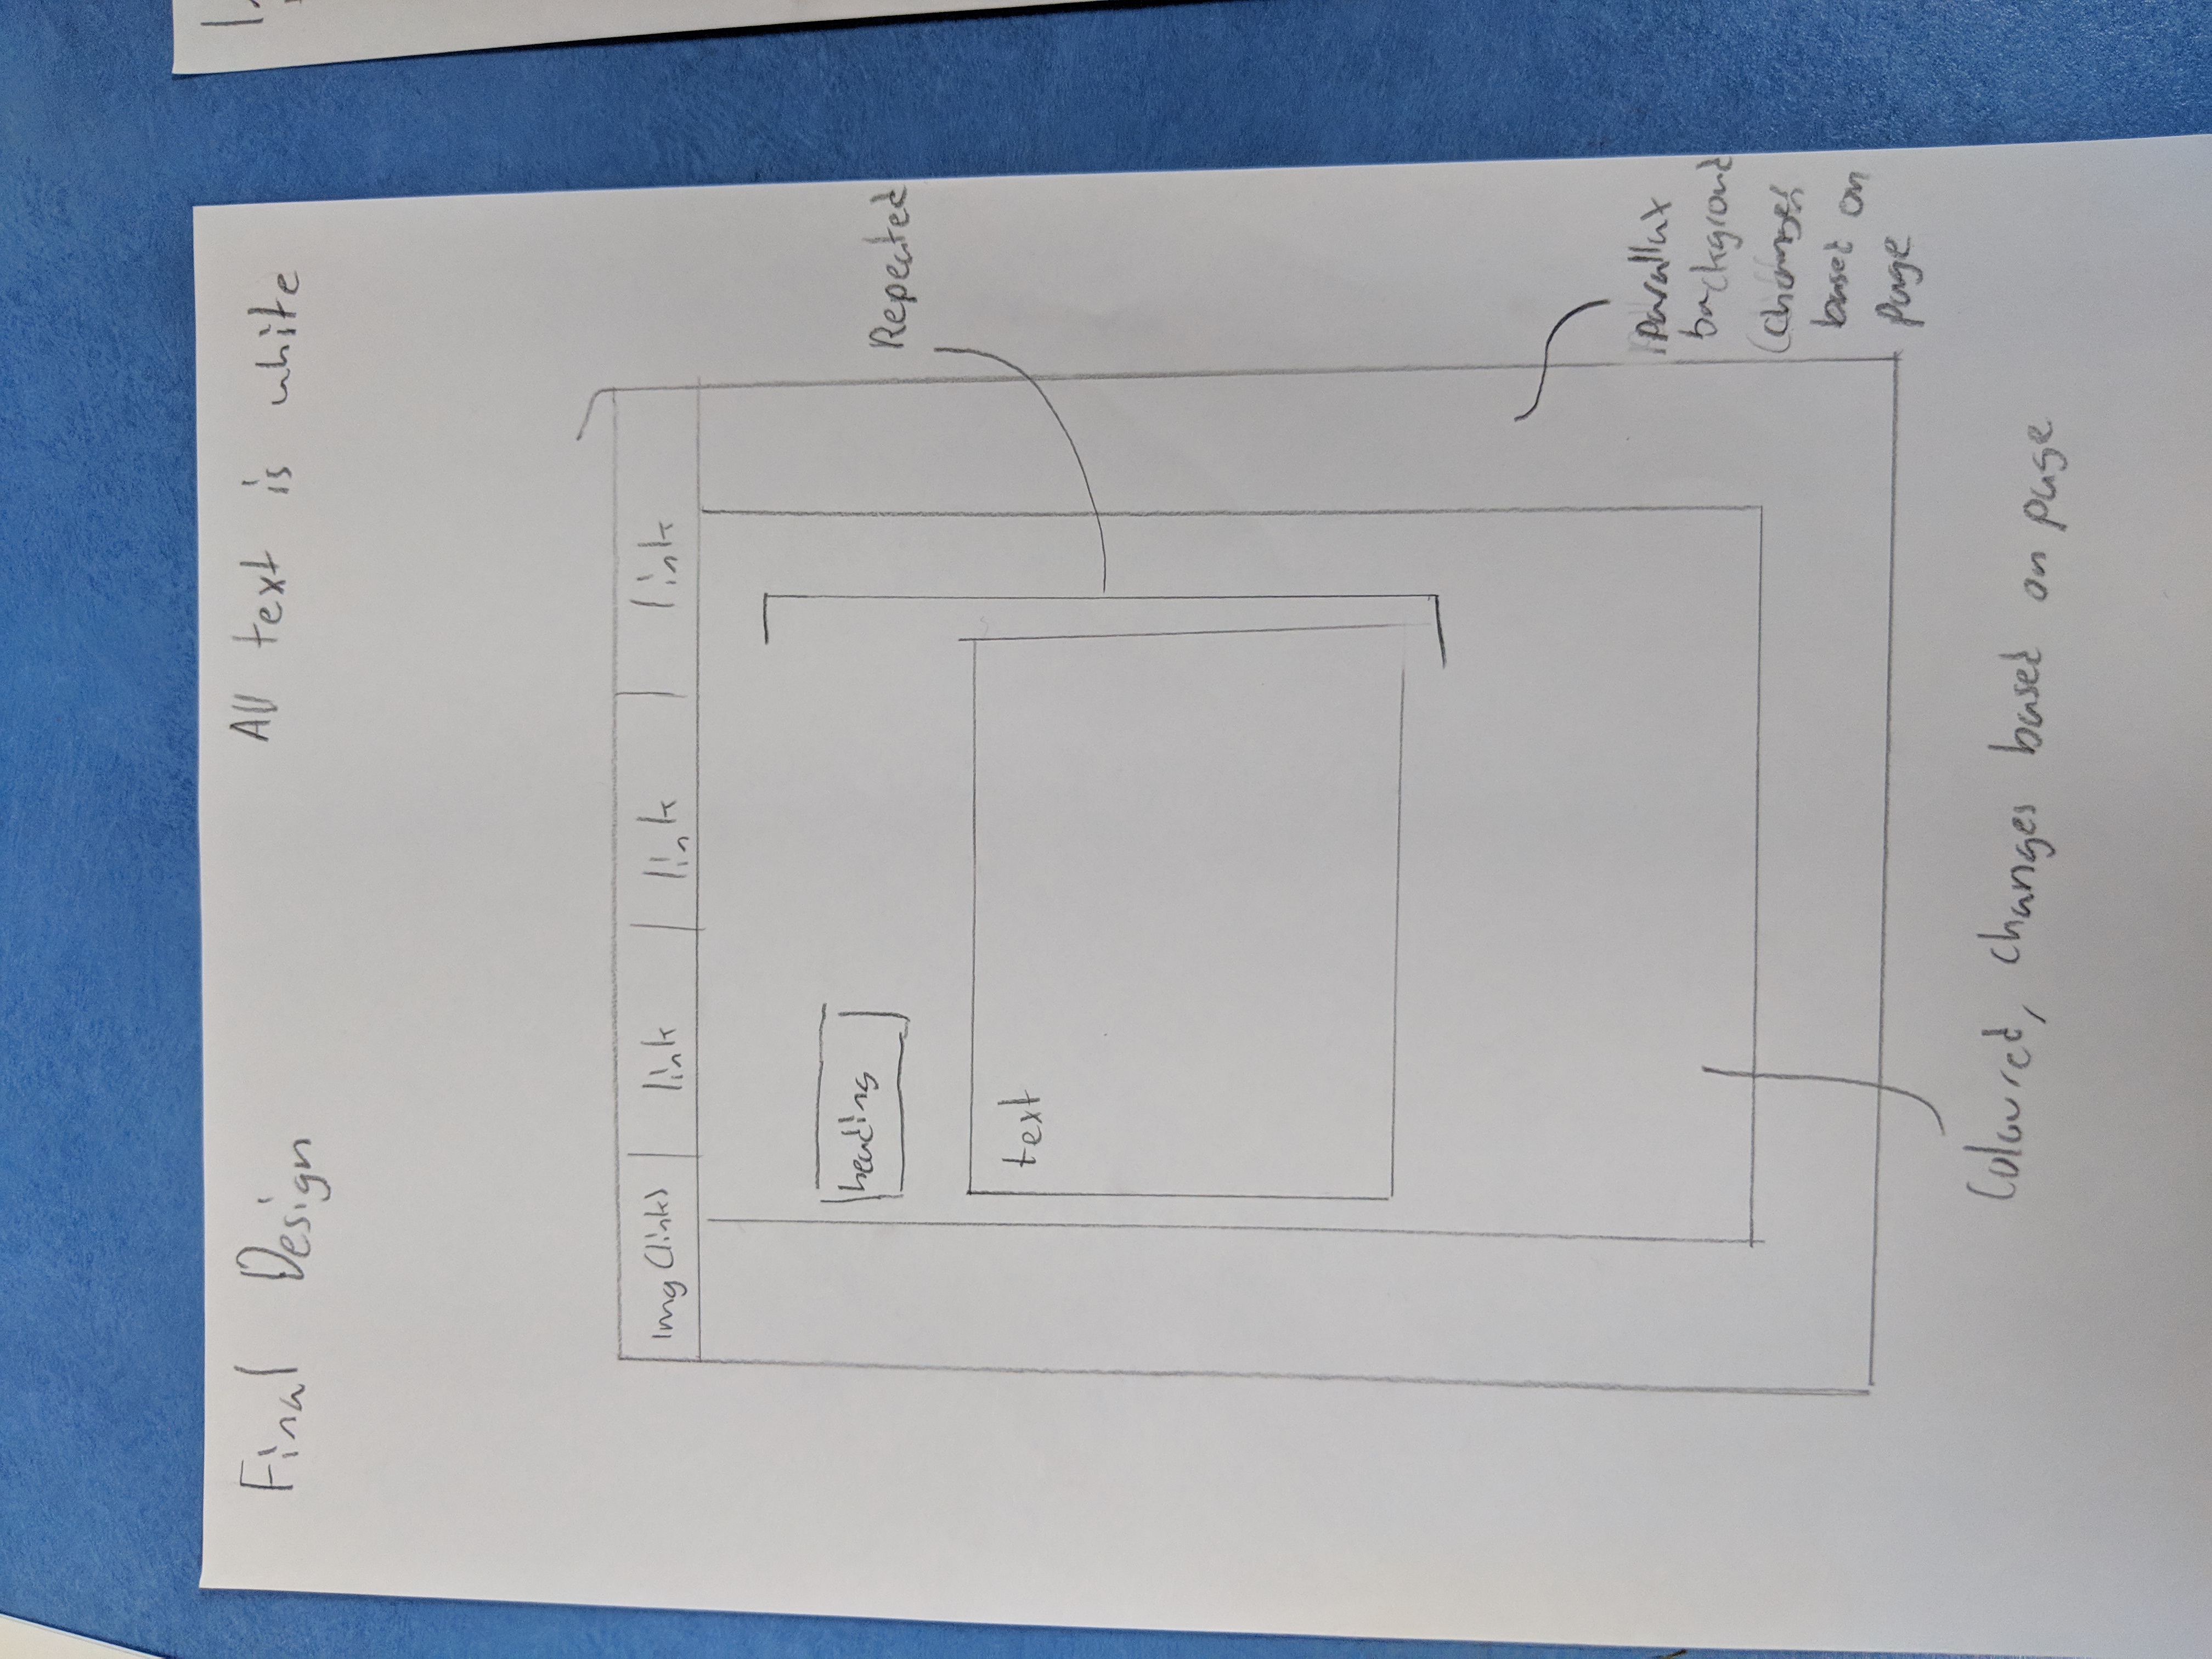 Final Design
All text is white
Img (link)
link
link
link
heading
text
Repeated
parallax
background
(changes
based on
page
Coloured, changes based on page